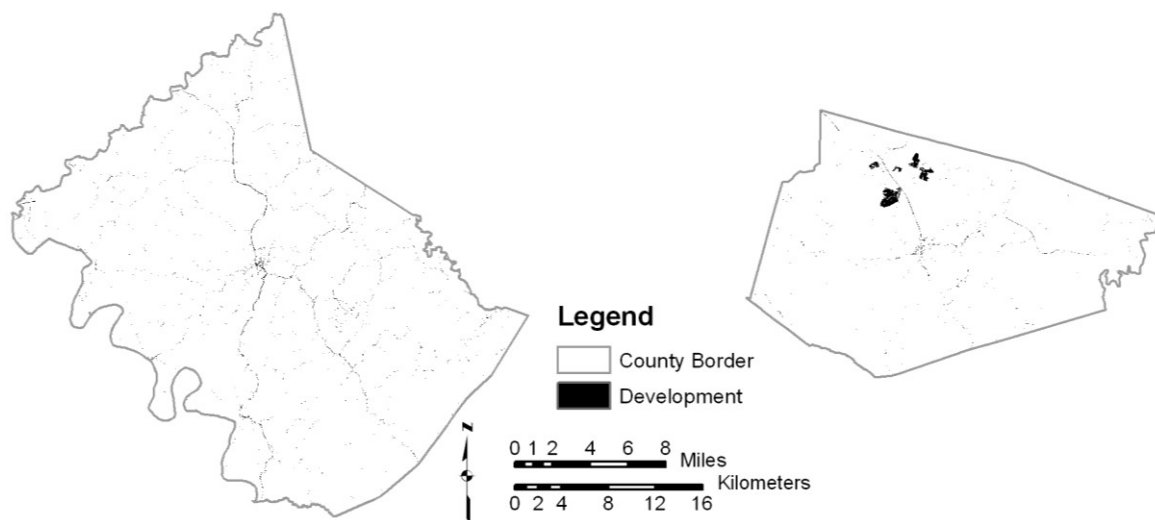 Legend
County Border
Development
N
0 1 2 4 6 8
Miles
Kilometers
0 2 4 8 12 16